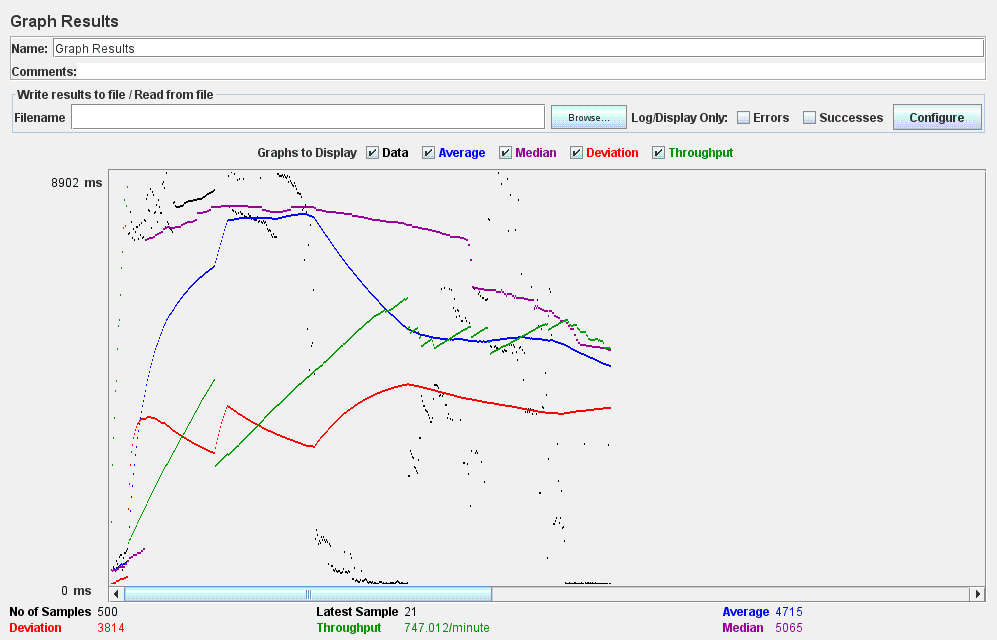 Graph Results
Name: Graph Results
Comments:
Write results to file / Read from file
Filename Browse... Log/Display Only: Errors Successes Configure
Graphs to Display Data Average Median Deviation Throughput
8902 ms
0 ms
No of Samples 500 Latest Sample 21 Average 4715
Deviation 3814 Throughput 747.012/minute Median 5065